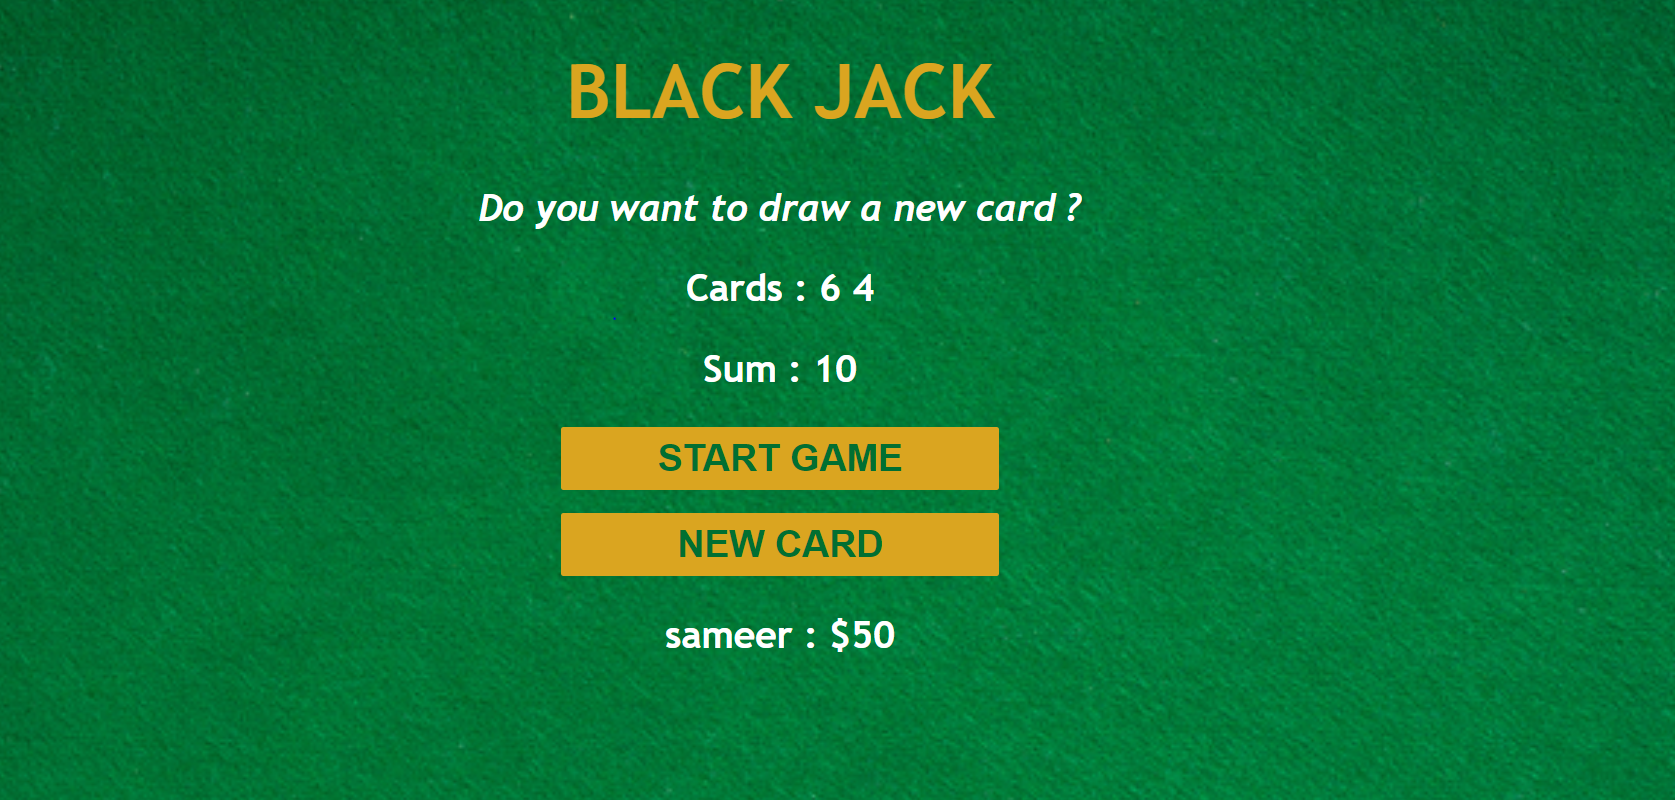 BLACK JACK
Do you want to draw a new card ?
Cards : 6 4
Sum : 10
START GAME
NEW CARD
sameer : $50